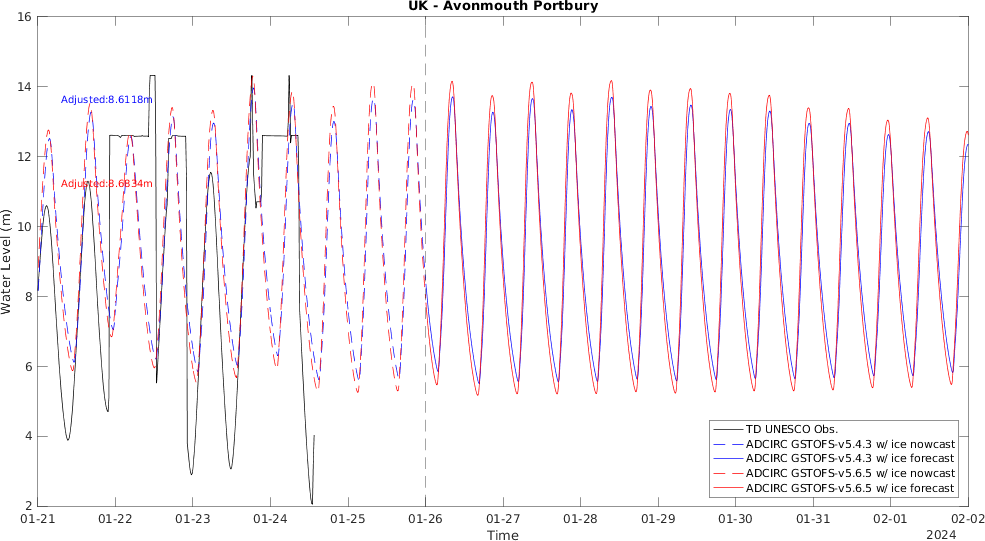 UK - Avonmouth Portbury
16
14
12
10
8
6
4
2
Water Level (m)
Adjusted:8.6118m
Adjusted:8.6834m
TD UNESCO Obs.
ADCIRC GSTOFS-v5.4.3 w/ ice nowcast
ADCIRC GSTOFS-v5.4.3 w/ ice forecast
ADCIRC GSTOFS-v5.6.5 w/ ice nowcast
ADCIRC GSTOFS-v5.6.5 w/ ice forecast
01-21 01-22 01-23 01-24 01-25 01-26 01-27 01-28 01-29 01-30 01-31 02-01 02-02
Time
2024